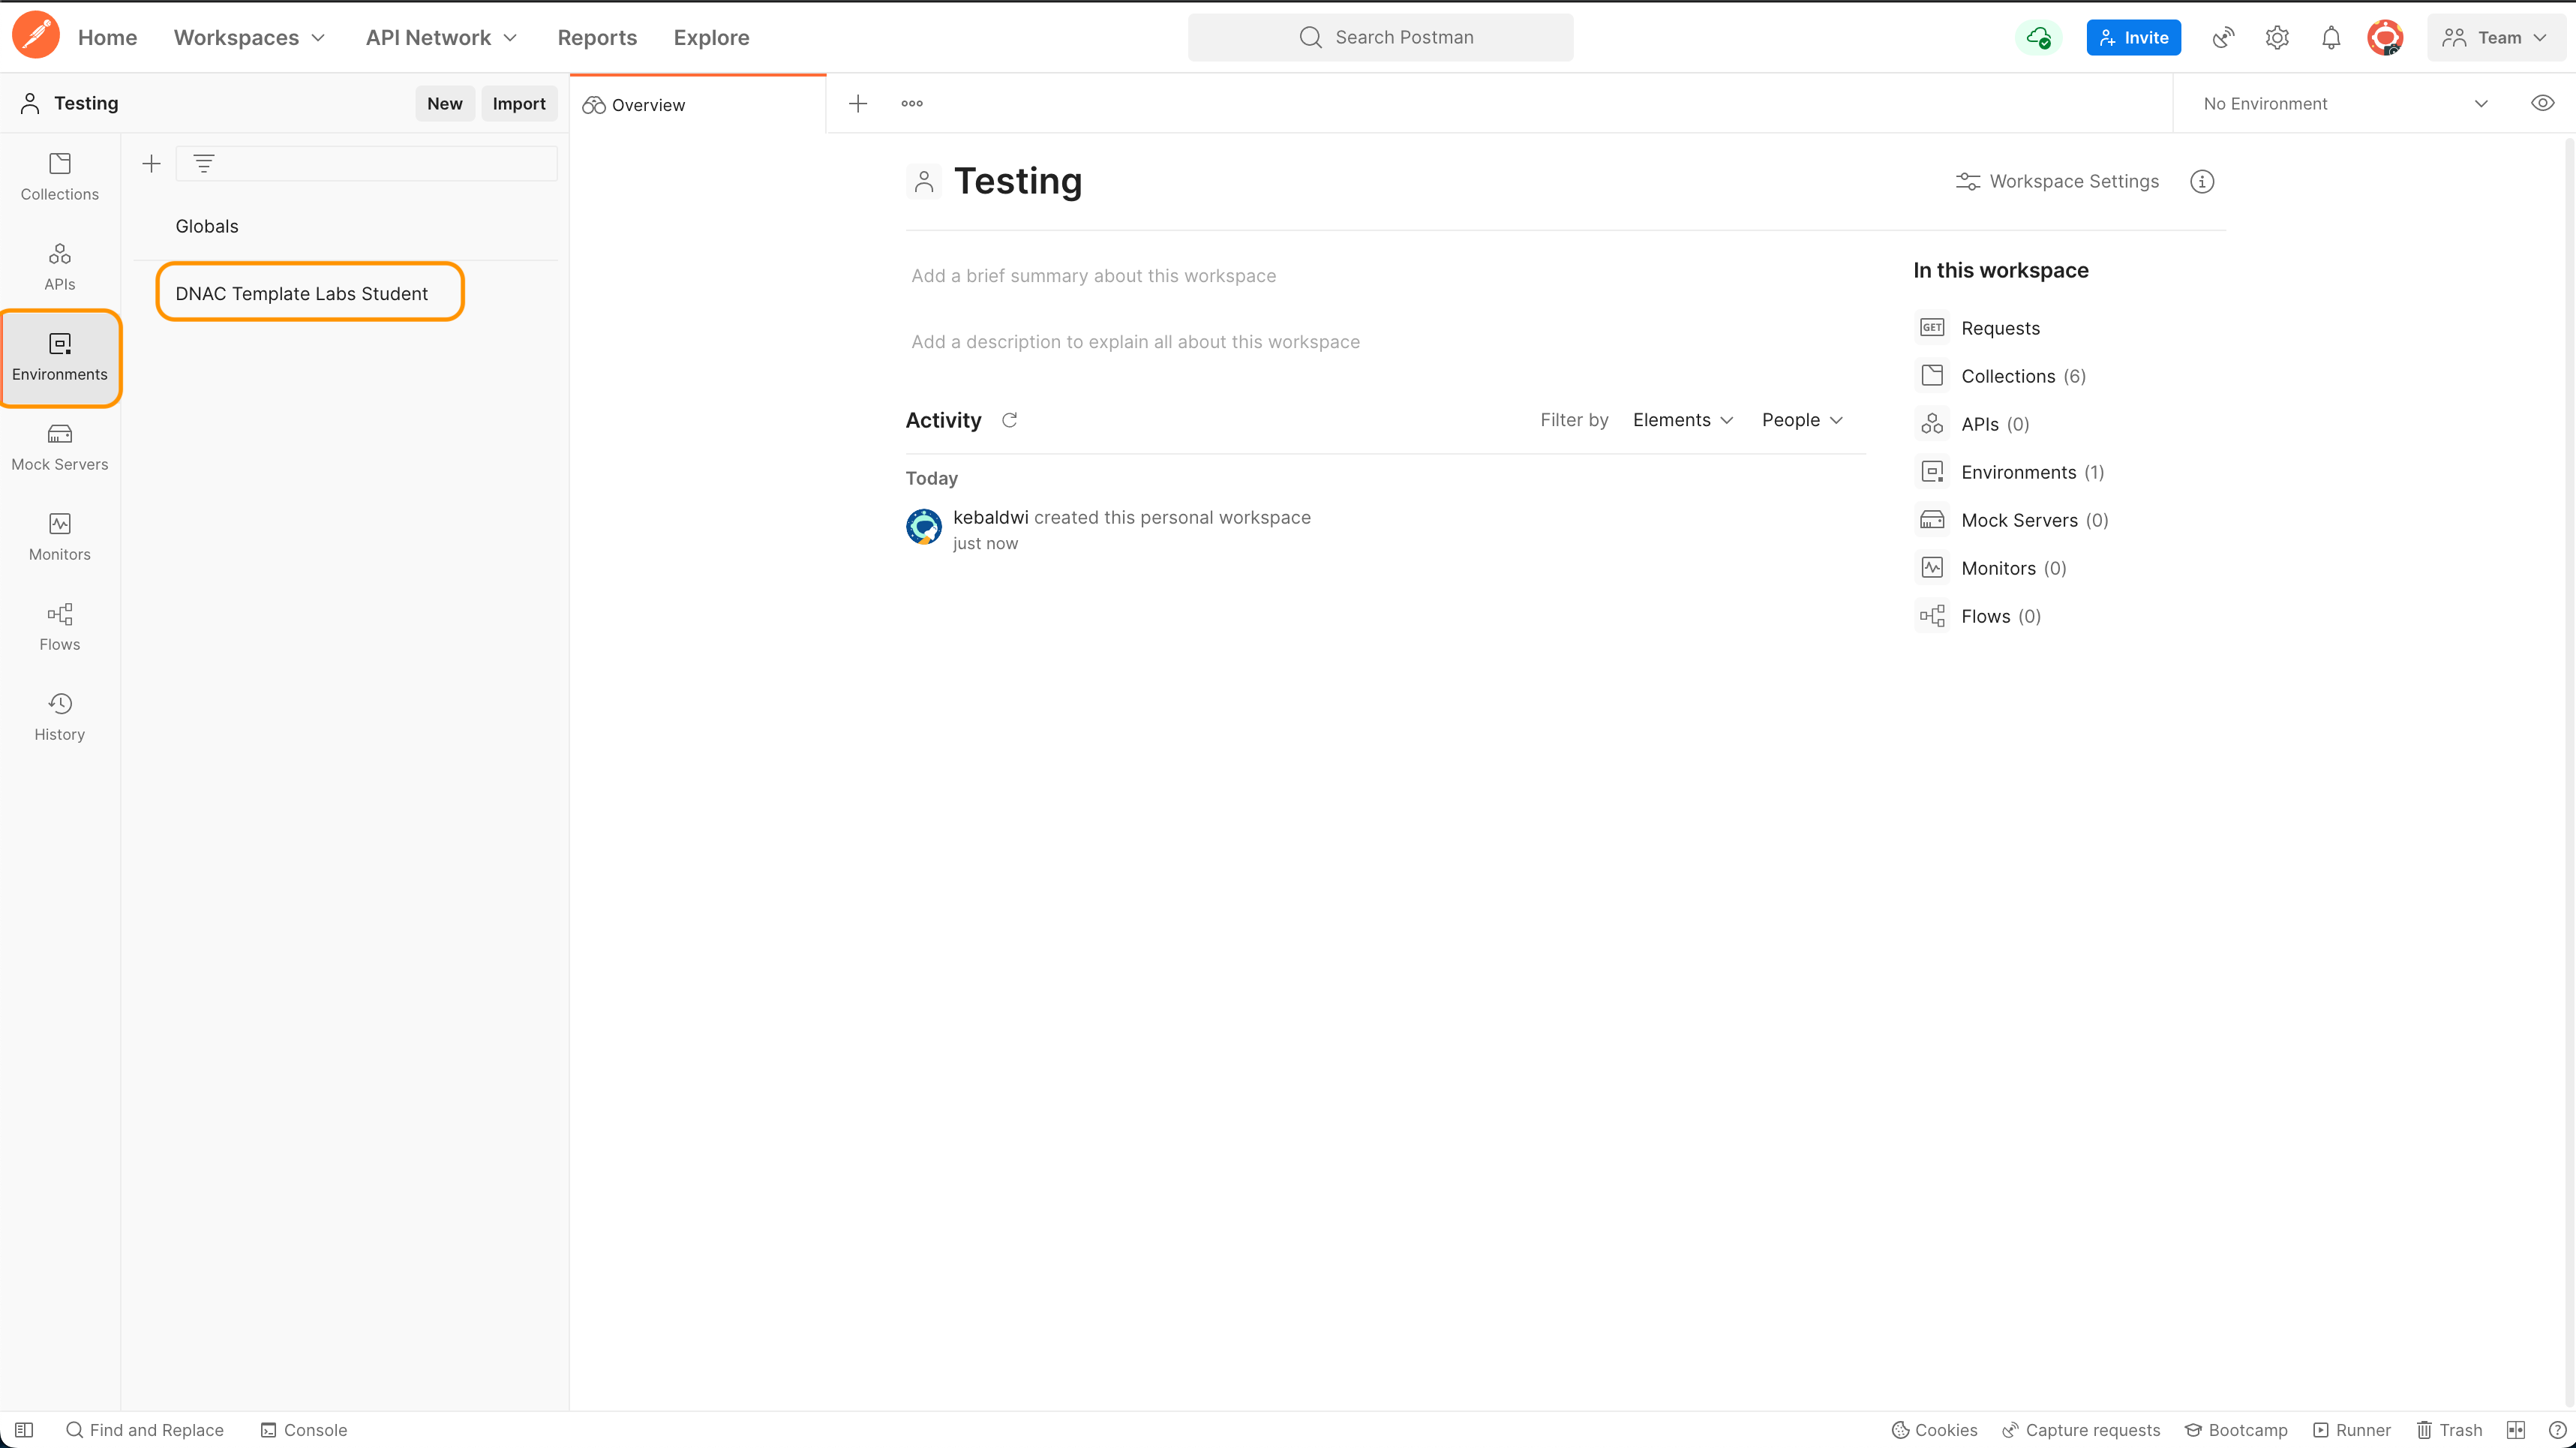 Home Workspaces API Network Reports Explore Search Postman Invite Team
Testing New Import Overview No Environment
Collections
APIs
Environments
Mock Servers
Monitors
Flows
History
Globals
DNAC Template Labs Student
Testing Workspace Settings
Add a brief summary about this workspace
Add a description to explain all about this workspace
Activity Filter by Elements People
Today
kebaldwi created this personal workspace
just now
In this workspace
GET Requests
Collections (6)
APIs (0)
Environments (1)
Mock Servers (0)
Monitors (0)
Flows (0)
Find and Replace Console Cookies Capture requests Bootcamp Runner Trash